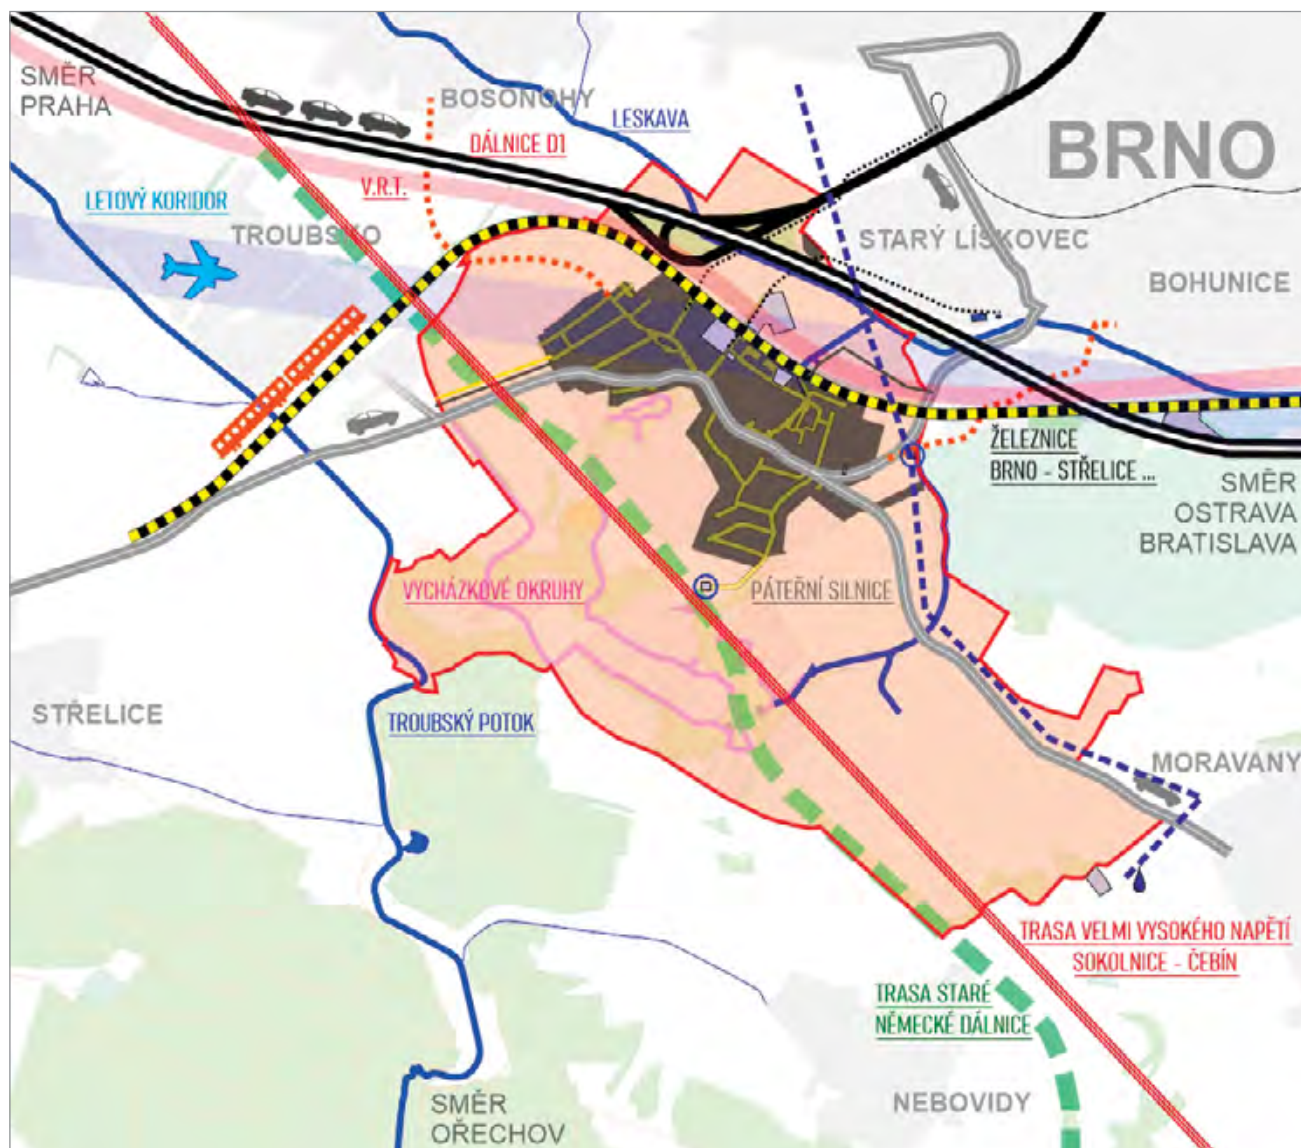 SMĚR
PRAHA
BOSONOHY
LESKAVA
BRNO
DÁLNICE D1
V.R.T.
LETOVÝ KORIDOR
TROUBSKO
STARÝ LÍSKOVEC
BOHUNICE
ŽELEZNICE
BRNO - STŘELICE ...
SMĚR
OSTRAVA
BRATISLAVA
VYCHÁZKOVÉ OKRUHY
PÁTEŘNÍ SILNICE
STŘELICE
TROUBSKÝ POTOK
MORAVANY
TRASA VELMI VYSOKÉHO NAPĚTÍ
SOKOLNICE - ČEBÍN
TRASA STARÉ
NĚMECKÉ DÁLNICE
NEBOVIDY
SMĚR
OŘECHOV